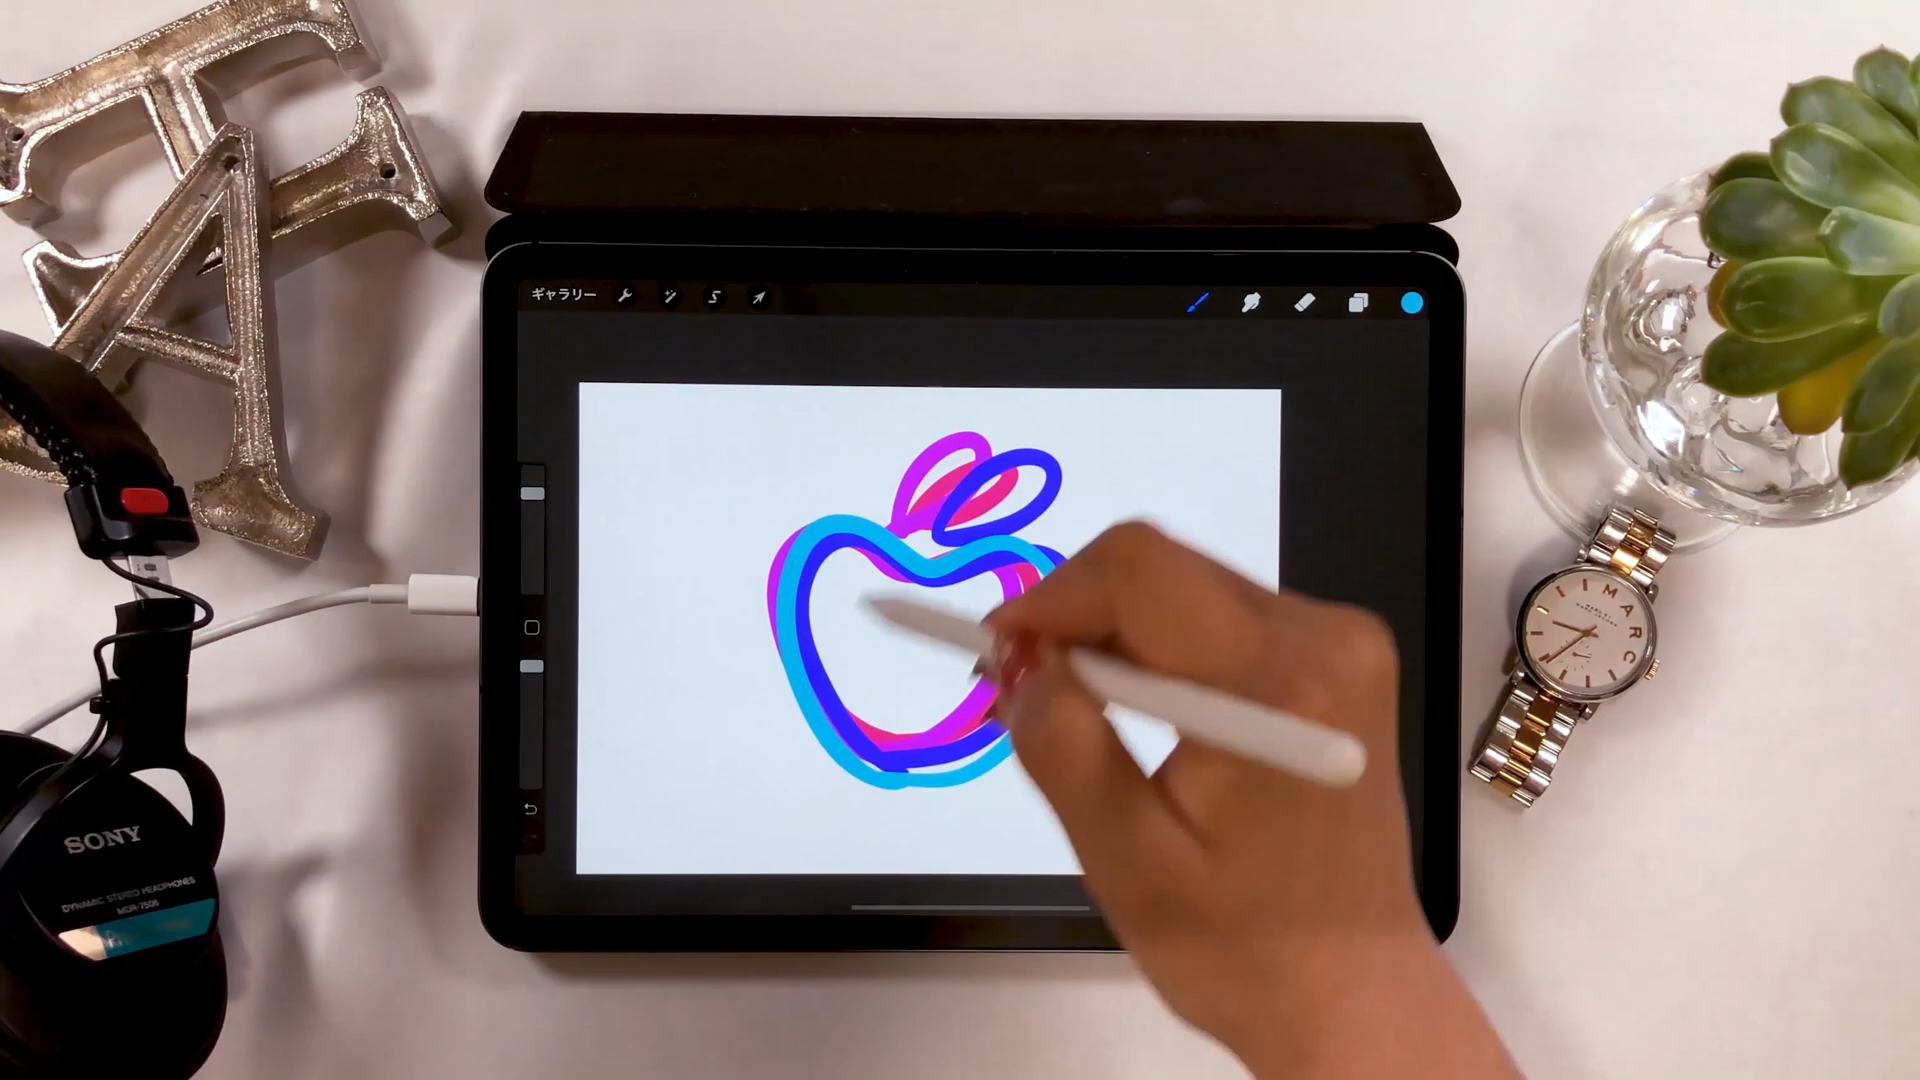 ギャラリー
SONY
DYNAMIC STEREO HEADPHONES
MDR-7506
MARC